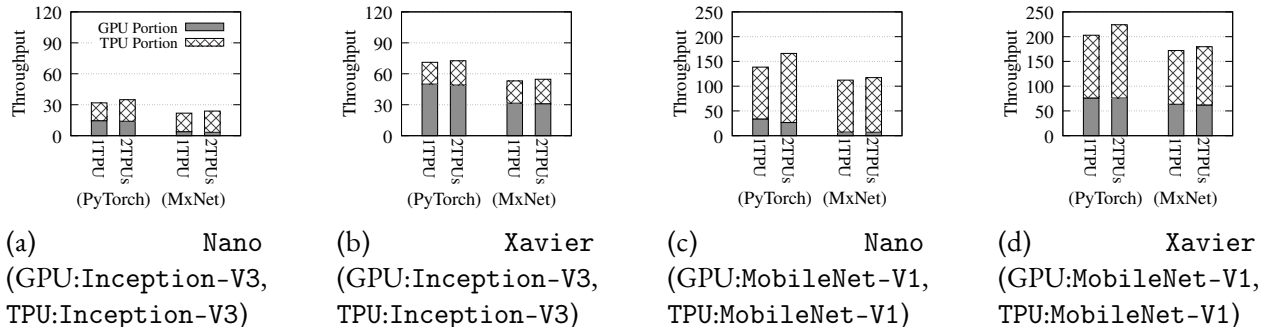 120
90
60
30
0
Throughput
GPU Portion
TPU Portion
1TPU
2TPUs
1TPU
2TPUs
(PyTorch) (MxNet)
120
90
60
30
0
Throughput
1TPU
2TPUs
1TPU
2TPUs
(PyTorch) (MxNet)
250
200
150
100
50
0
Throughput
1TPU
2TPUs
1TPU
2TPUs
(PyTorch) (MxNet)
250
200
150
100
50
0
Throughput
1TPU
2TPUs
1TPU
2TPUs
(PyTorch) (MxNet)
(a) Nano
(GPU:Inception-V3,
TPU:Inception-V3)
(b) Xavier
(GPU:Inception-V3,
TPU:Inception-V3)
(c) Nano
(GPU:MobileNet-V1,
TPU:MobileNet-V1)
(d) Xavier
(GPU:MobileNet-V1,
TPU:MobileNet-V1)